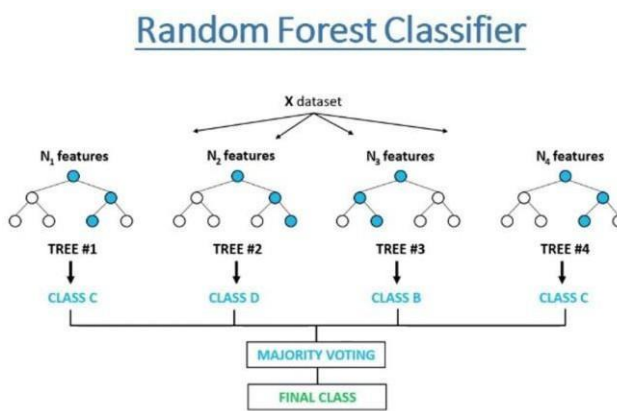 Random Forest Classifier
X dataset
N₁ features N₂ features N₃ features N₄ features
TREE #1 TREE #2 TREE #3 TREE #4
CLASS C CLASS D CLASS B CLASS C
MAJORITY VOTING
FINAL CLASS